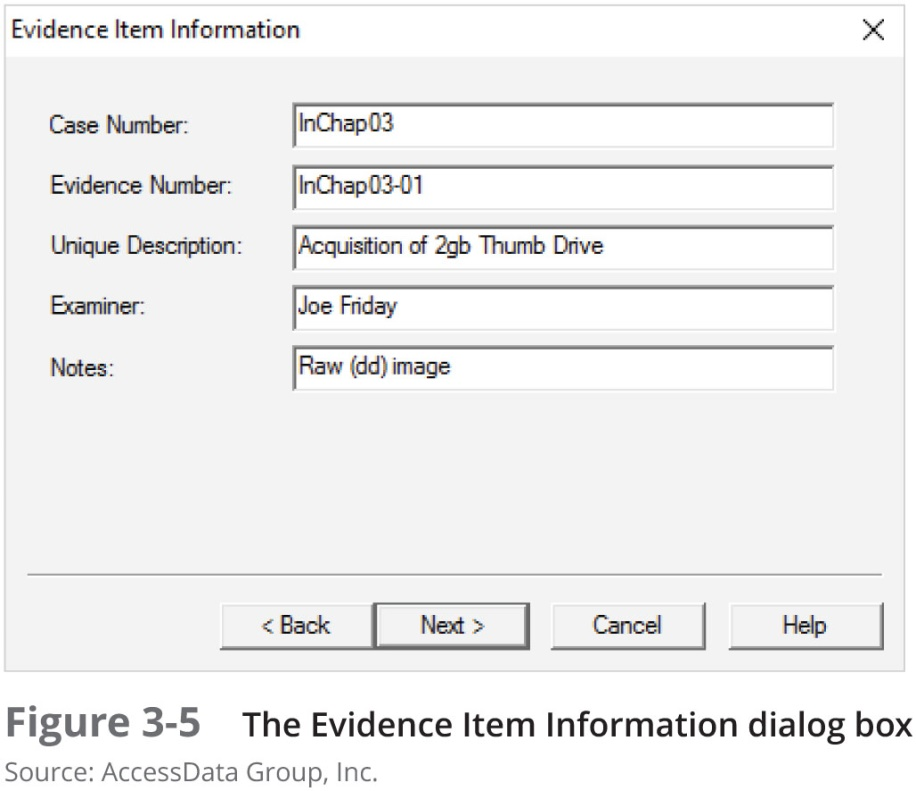 Evidence Item Information
Case Number: InChap03
Evidence Number: InChap03-01
Unique Description: Acquisition of 2gb Thumb Drive
Examiner: Joe Friday
Notes: Raw (dd) image
< Back Next > Cancel Help
Figure 3-5 The Evidence Item Information dialog box
Source: AccessData Group, Inc.